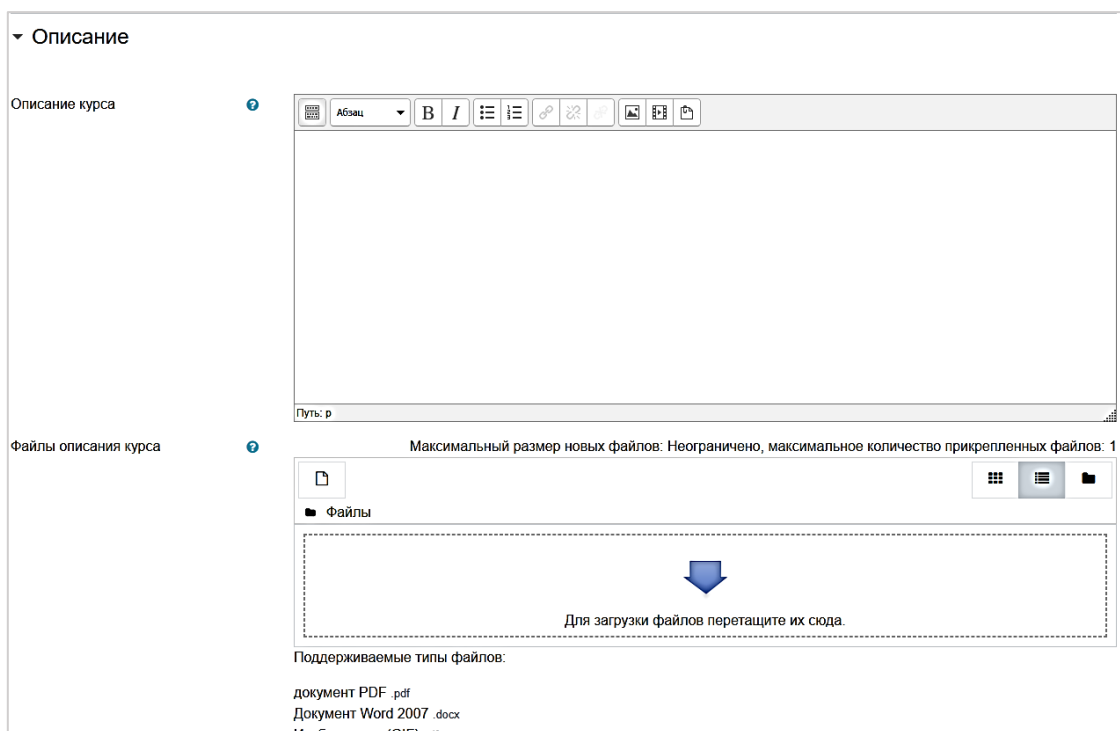 Описание
Описание курса
Абзац
B I
Путь: p
Файлы описания курса
Максимальный размер новых файлов: Неограничено, максимальное количество прикрепленных файлов: 1
Файлы
Для загрузки файлов перетащите их сюда.
Поддерживаемые типы файлов:
документ PDF .pdf
Документ Word 2007 .docx